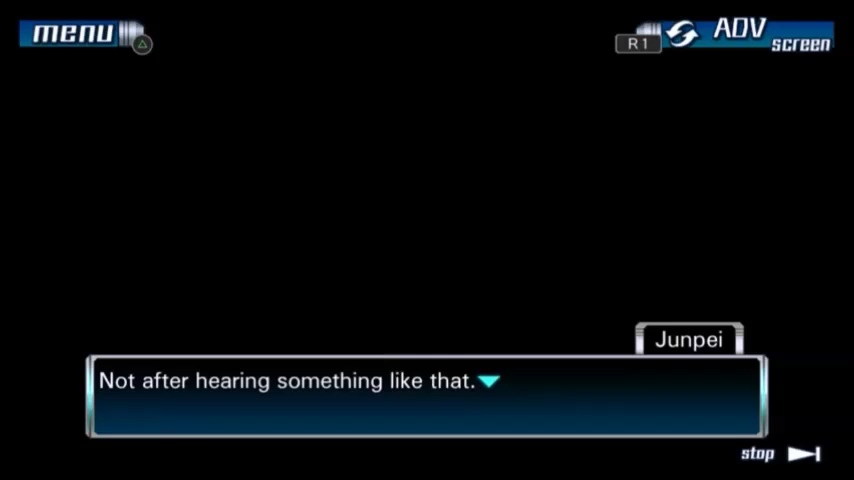 menu
R1
ADV
screen
Junpei
Not after hearing something like that.
stop